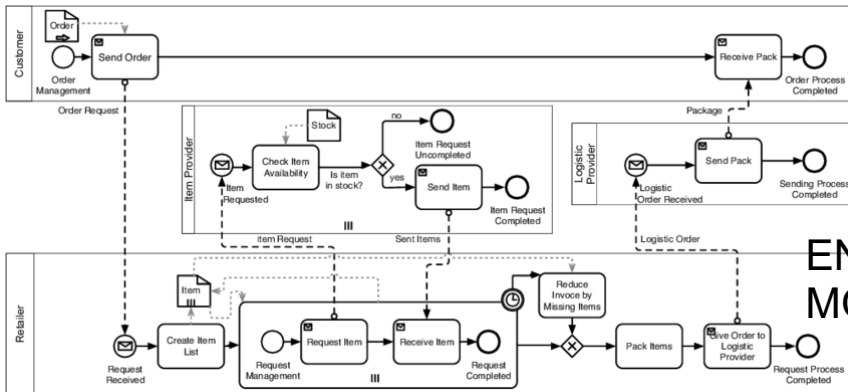 Customer
Order
Send Order
Order
Management
Receive Pack
Order Process
Completed
Order Request
Package
Item Provider
Stock
no
Item Request
Uncompleted
Item
Requested
Check Item
Availability
Is item
in stock?
yes
Send Item
Item Request
Completed
Logistic
Provider
Logistic
Order Received
Send Pack
Sending Process
Completed
Item Request
Sent Items
Logistic Order
Retailer
Item
Request
Received
Create Item
List
Request
Management
Request Item
Receive Item
Request
Completed
Reduce
Invoce by
Missing Items
Pack Items
Give Order to
Logistic
Provider
Request Process
Completed
EN
MO